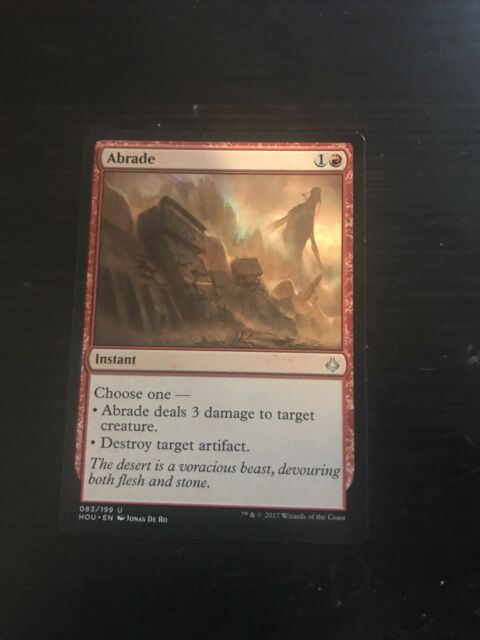 Abrade 1
Instant
Choose one —
• Abrade deals 3 damage to target
creature.
• Destroy target artifact.
The desert is a voracious beast, devouring
both flesh and stone.
083/199 U
HOU • EN Jonas De Ro
™ & © 2017 Wizards of the Coast